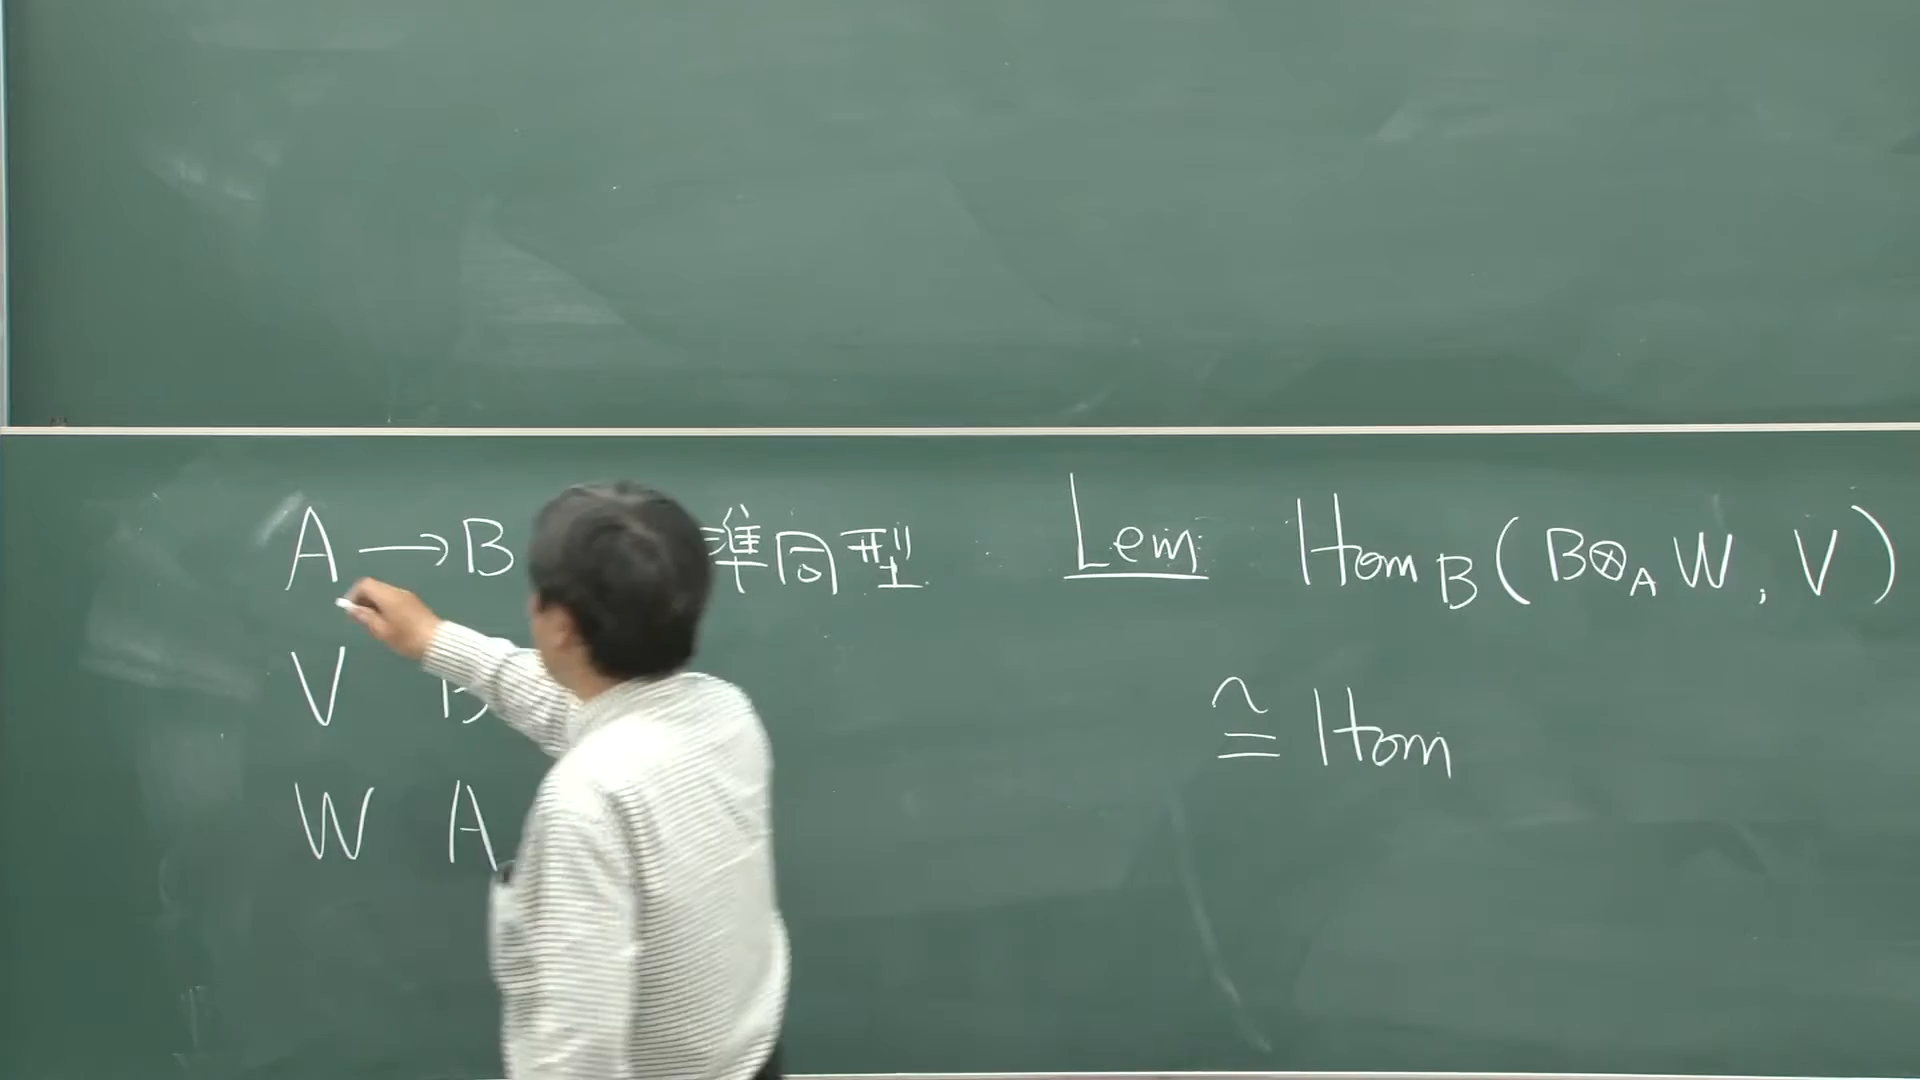 A → B 準同型
V B
W A
Lem Hom_B(B⊗_A W, V)
≅ Hom